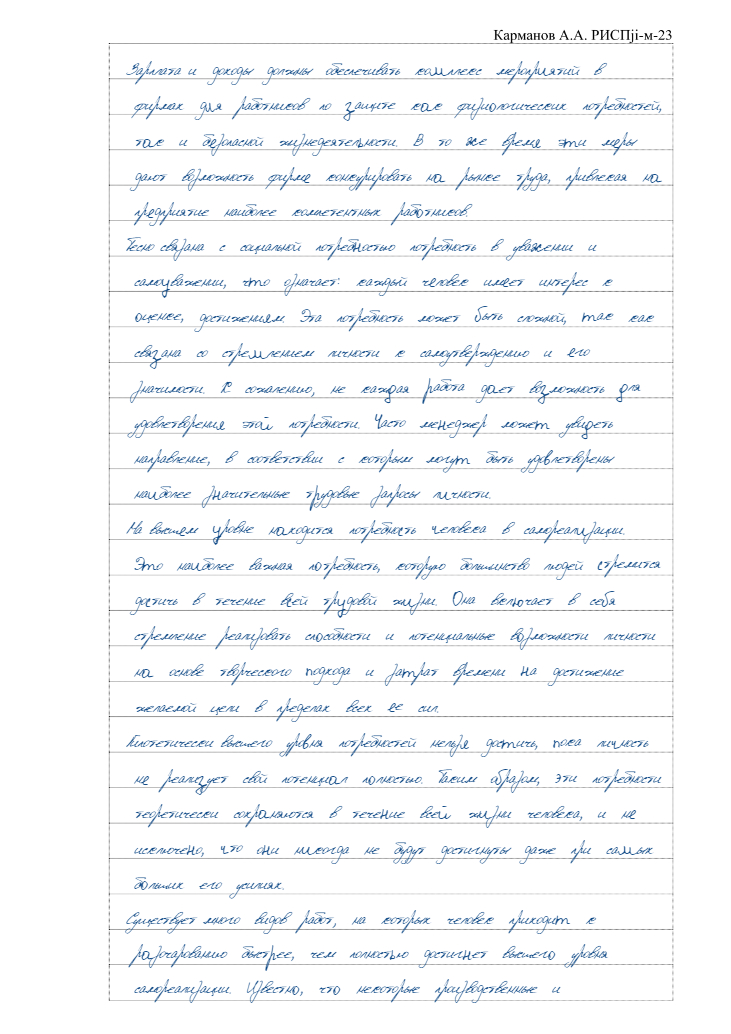 Карманов А.А. РИСПji-м-23
Зарплата и доходы должны обеспечивать комплекс мероприятий в
фирмах для работников по защите как физиологических потребностей,
так и безопасной жизнедеятельности. В то же время эти меры
дают возможность фирме конкурировать на рынке труда, привлекая на
предприятие наиболее компетентных работников.
Тесно связана с социальной потребностью потребность в уважении и
самоуважении, что означает: каждый человек имеет интерес к
оценке, достижениям. Эта потребность может быть сложной, так как
связана со стремлением личности к самоутверждению и его
значимости. К сожалению, не каждая работа дает возможность для
удовлетворения этой потребности. Часто менеджер может увидеть
направление, в соответствии с которым могут быть удовлетворены
наиболее значительные трудовые запросы личности.
На высшем уровне находится потребность человека в самореализации.
Это наиболее важная потребность, которую большинство людей стремится
достичь в течение всей трудовой жизни. Она включает в себя
стремление реализовать способности и потенциальные возможности личности
на основе творческого подхода и затрат времени на достижение
желаемой цели в пределах всех ее сил.
Гипотетически высшего уровня потребностей нельзя достичь, пока личность
не реализует свой потенциал полностью. Таким образом, эти потребности
теоретически сохраняются в течение всей жизни человека, и не
исключено, что они никогда не будут достигнуты даже при самых
больших его усилиях.
Существует много видов работ, на которых человек приходит к
разочарованию быстрее, чем полностью достигнет высшего уровня
самореализации. Известно, что некоторые производственные и